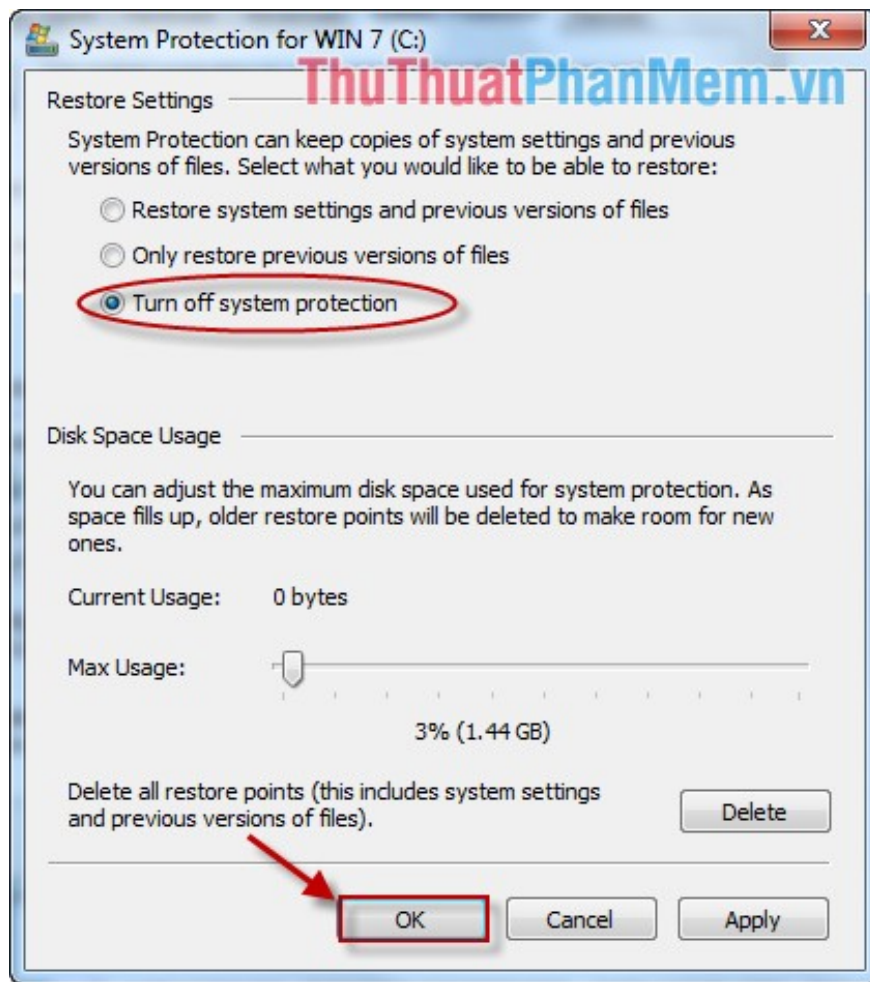 System Protection for WIN 7 (C:)
ThuThuatPhanMem.vn
Restore Settings
System Protection can keep copies of system settings and previous
versions of files. Select what you would like to be able to restore:
Restore system settings and previous versions of files
Only restore previous versions of files
Turn off system protection
Disk Space Usage
You can adjust the maximum disk space used for system protection. As
space fills up, older restore points will be deleted to make room for new
ones.
Current Usage: 0 bytes
Max Usage:
3% (1.44 GB)
Delete all restore points (this includes system settings
and previous versions of files).
Delete
OK Cancel Apply